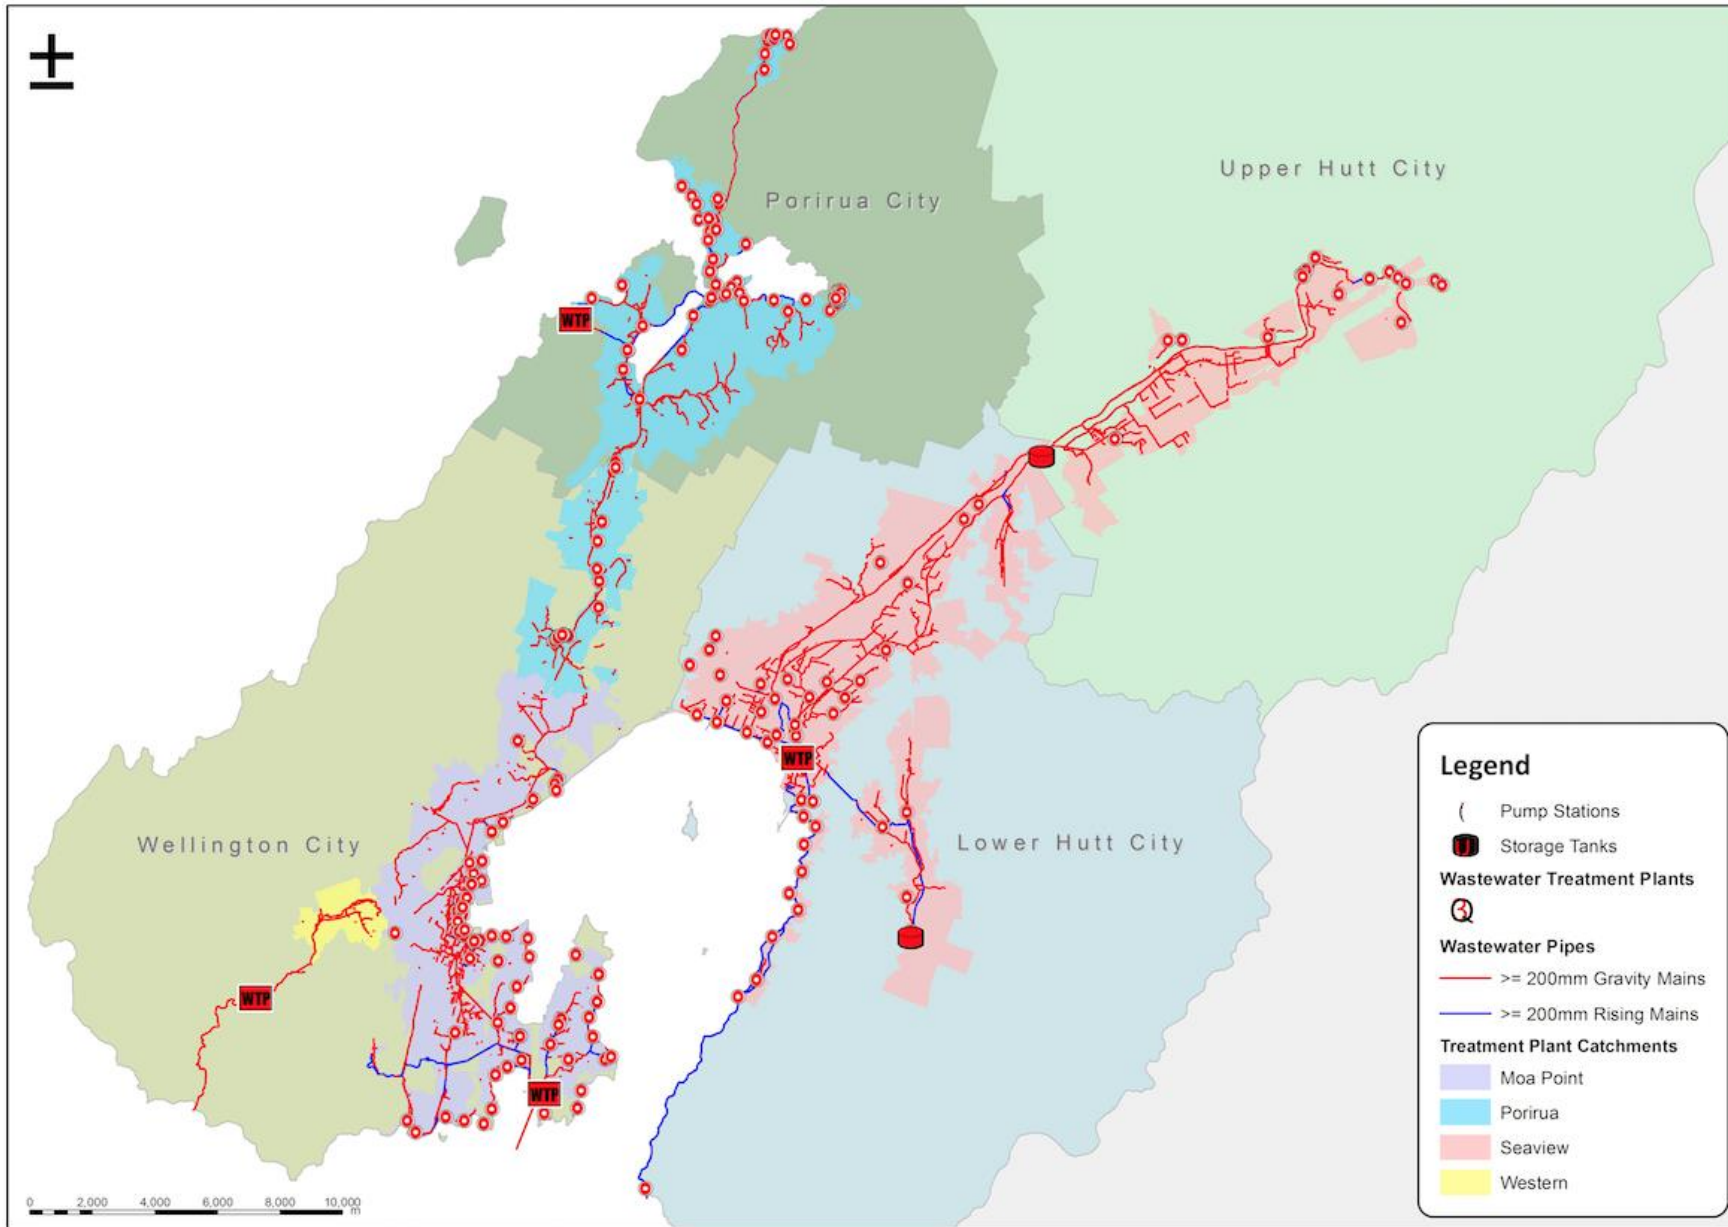 Upper Hutt City
Porirua City
WTP
WTP
Wellington City
Lower Hutt City
WTP
WTP
Legend
Pump Stations
Storage Tanks
Wastewater Treatment Plants
Wastewater Pipes
>= 200mm Gravity Mains
>= 200mm Rising Mains
Treatment Plant Catchments
Moa Point
Porirua
Seaview
Western
0 2,000 4,000 6,000 8,000 10,000
m